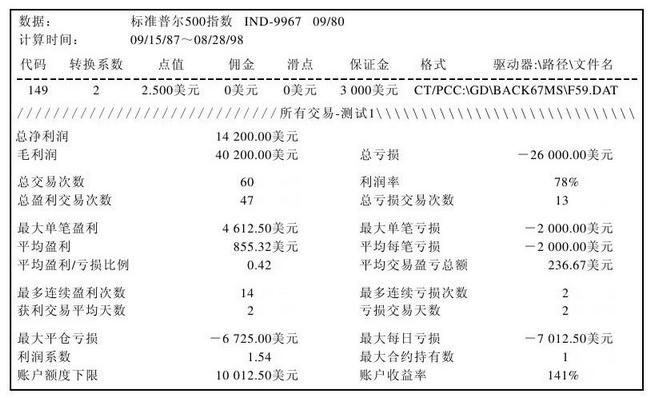 数据： 标准普尔500指数 IND-9967 09/80
计算时间： 09/15/87～08/28/98
代码 转换系数 点值 佣金 滑点 保证金 格式 驱动器:\路径\文件名
149 2 2.500美元 0美元 0美元 3 000美元 CT/PCC:\GD\BACK67MS\F59.DAT
//////////////////////////////所有交易-测试1\\\\\\\\\\\\\\\\\\\\\\\\\\\\\\
总净利润 14 200.00美元
毛利润 40 200.00美元 总亏损 －26 000.00美元
总交易次数 60 利润率 78%
总盈利交易次数 47 总亏损交易次数 13
最大单笔盈利 4 612.50美元 最大单笔亏损 －2 000.00美元
平均盈利 855.32美元 平均每笔亏损 －2 000.00美元
平均盈利/亏损比例 0.42 平均交易盈亏总额 236.67美元
最多连续盈利次数 14 最多连续亏损次数 2
获利交易平均天数 2 亏损交易天数 2
最大平仓亏损 －6 725.00美元 最大每日亏损 －7 012.50美元
利润系数 1.54 最大合约持有数 1
账户额度下限 10 012.50美元 账户收益率 141%